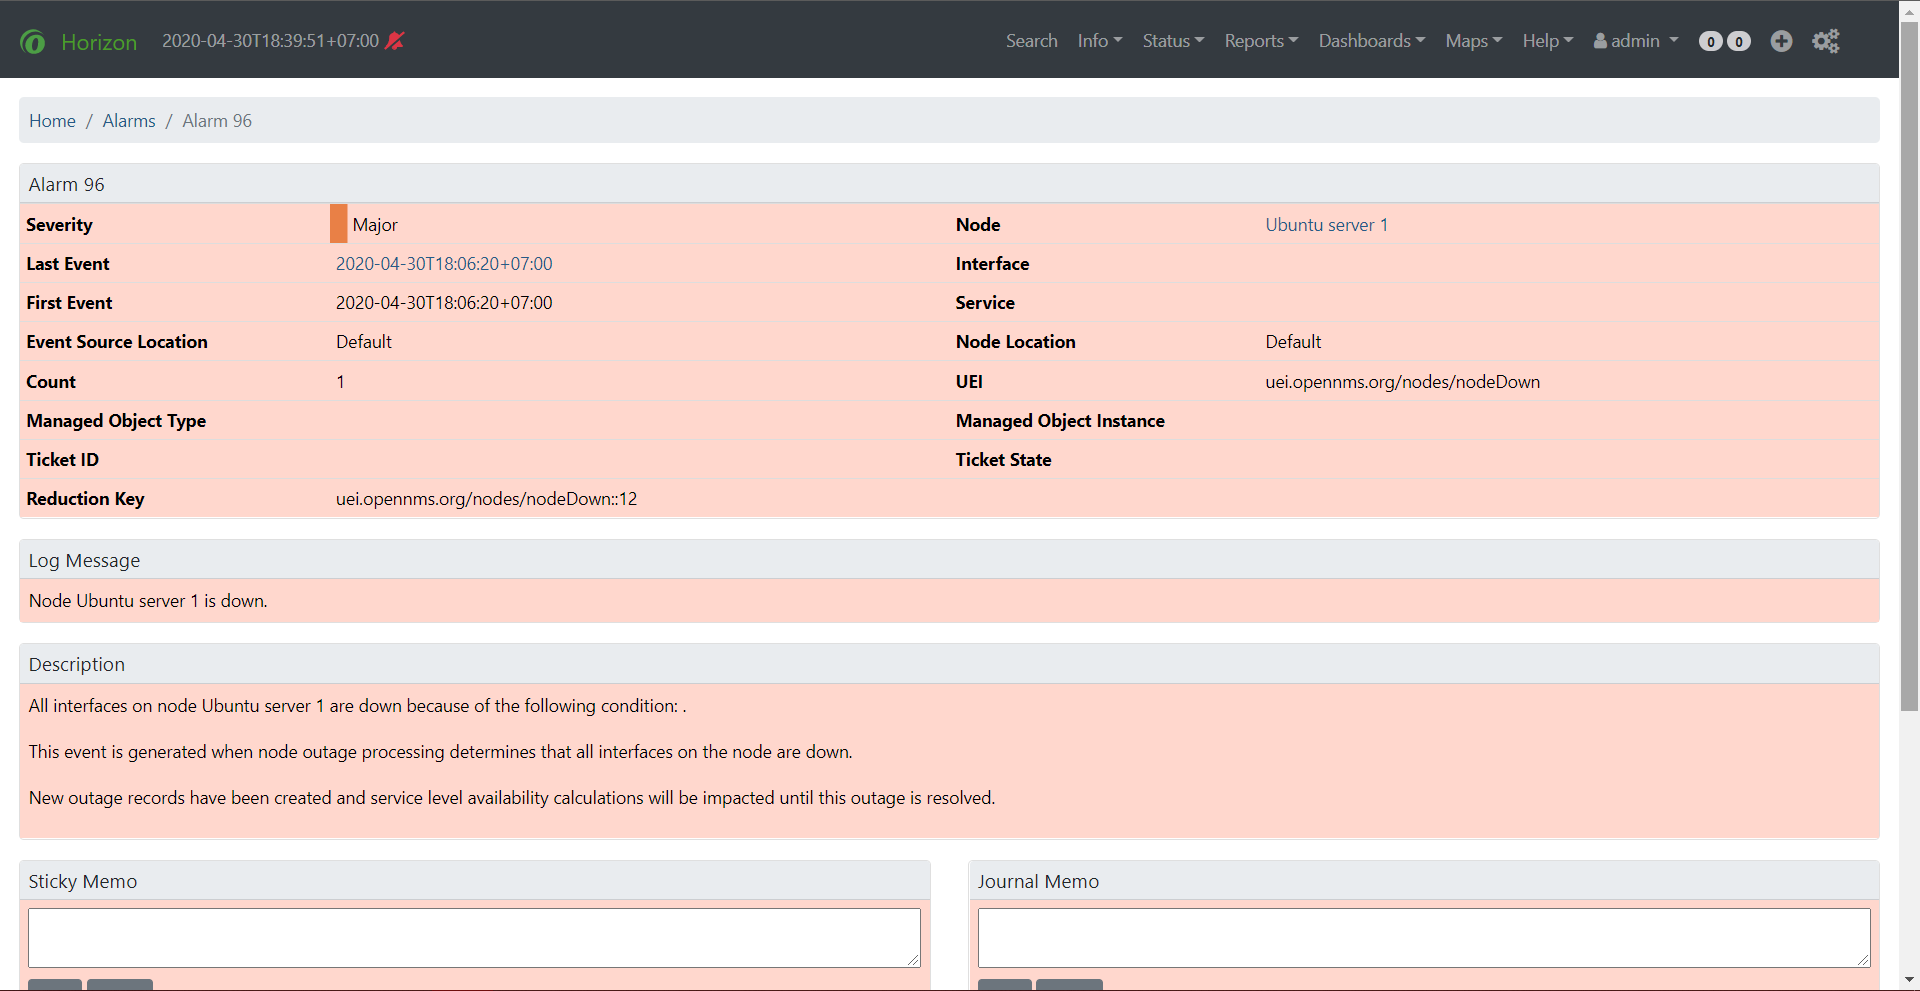 Horizon 2020-04-30T18:39:51+07:00 Search Info Status Reports Dashboards Maps Help admin 0 0
Home / Alarms / Alarm 96
Alarm 96
Severity Major Node Ubuntu server 1
Last Event 2020-04-30T18:06:20+07:00 Interface
First Event 2020-04-30T18:06:20+07:00 Service
Event Source Location Default Node Location Default
Count 1 UEI uei.opennms.org/nodes/nodeDown
Managed Object Type Managed Object Instance
Ticket ID Ticket State
Reduction Key uei.opennms.org/nodes/nodeDown::12
Log Message
Node Ubuntu server 1 is down.
Description
All interfaces on node Ubuntu server 1 are down because of the following condition: .
This event is generated when node outage processing determines that all interfaces on the node are down.
New outage records have been created and service level availability calculations will be impacted until this outage is resolved.
Sticky Memo Journal Memo